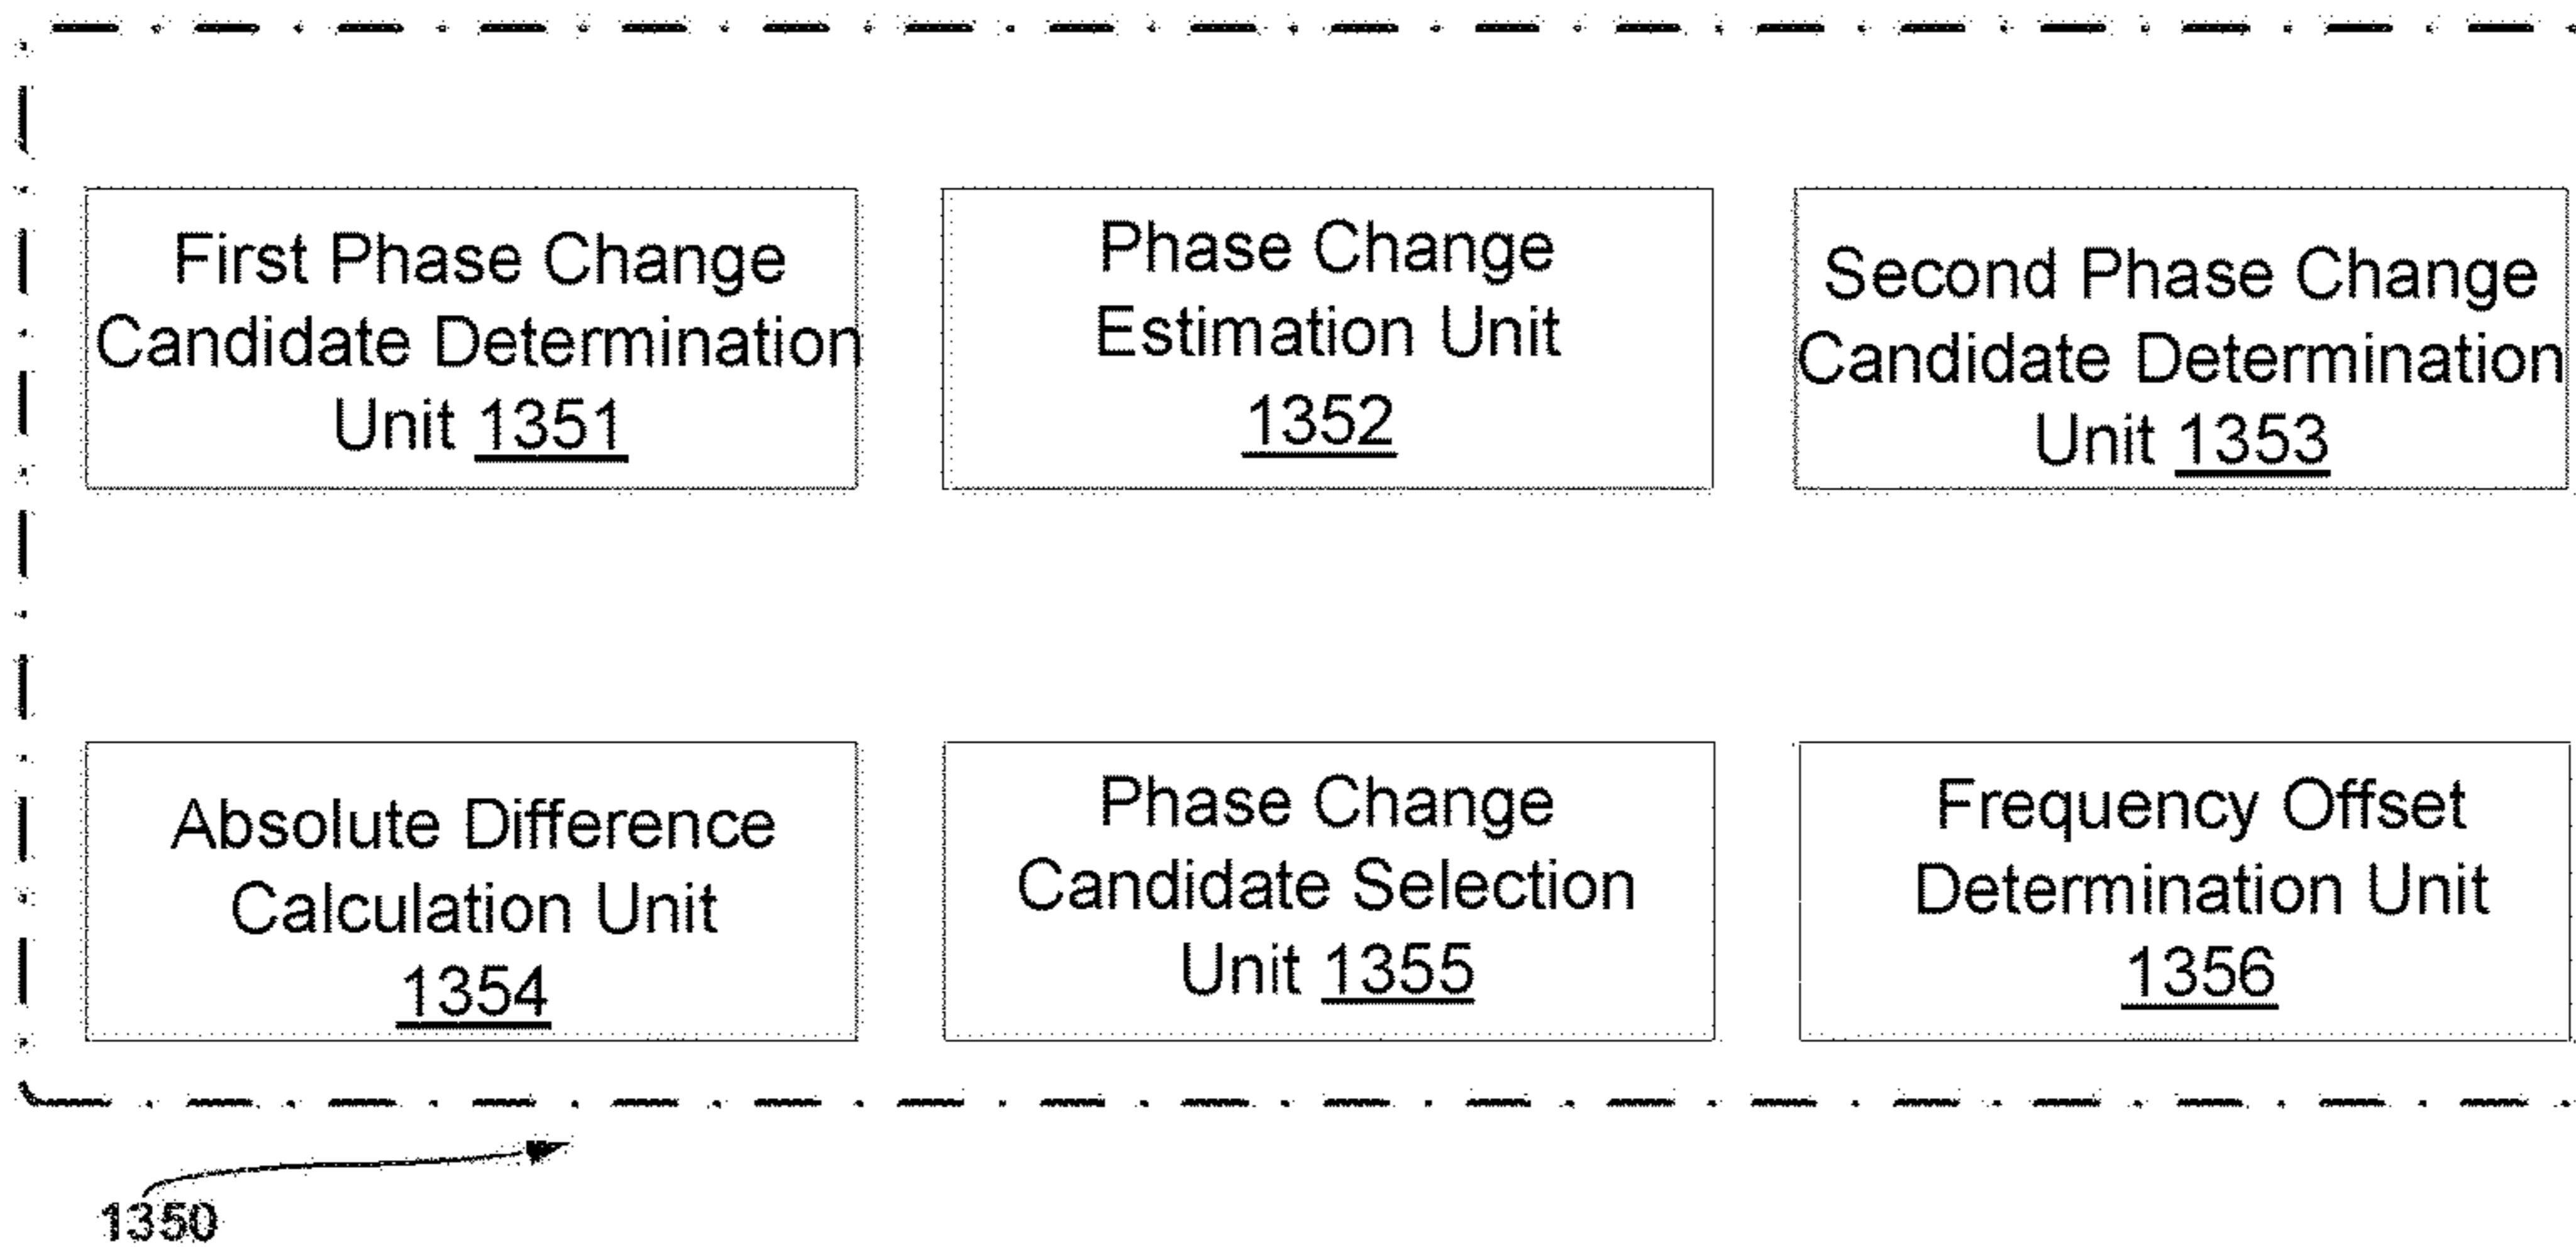 First Phase Change
Candidate Determination
Unit 1351
Phase Change
Estimation Unit
1352
Second Phase Change
Candidate Determination
Unit 1353
Absolute Difference
Calculation Unit
1354
Phase Change
Candidate Selection
Unit 1355
Frequency Offset
Determination Unit
1356
1350